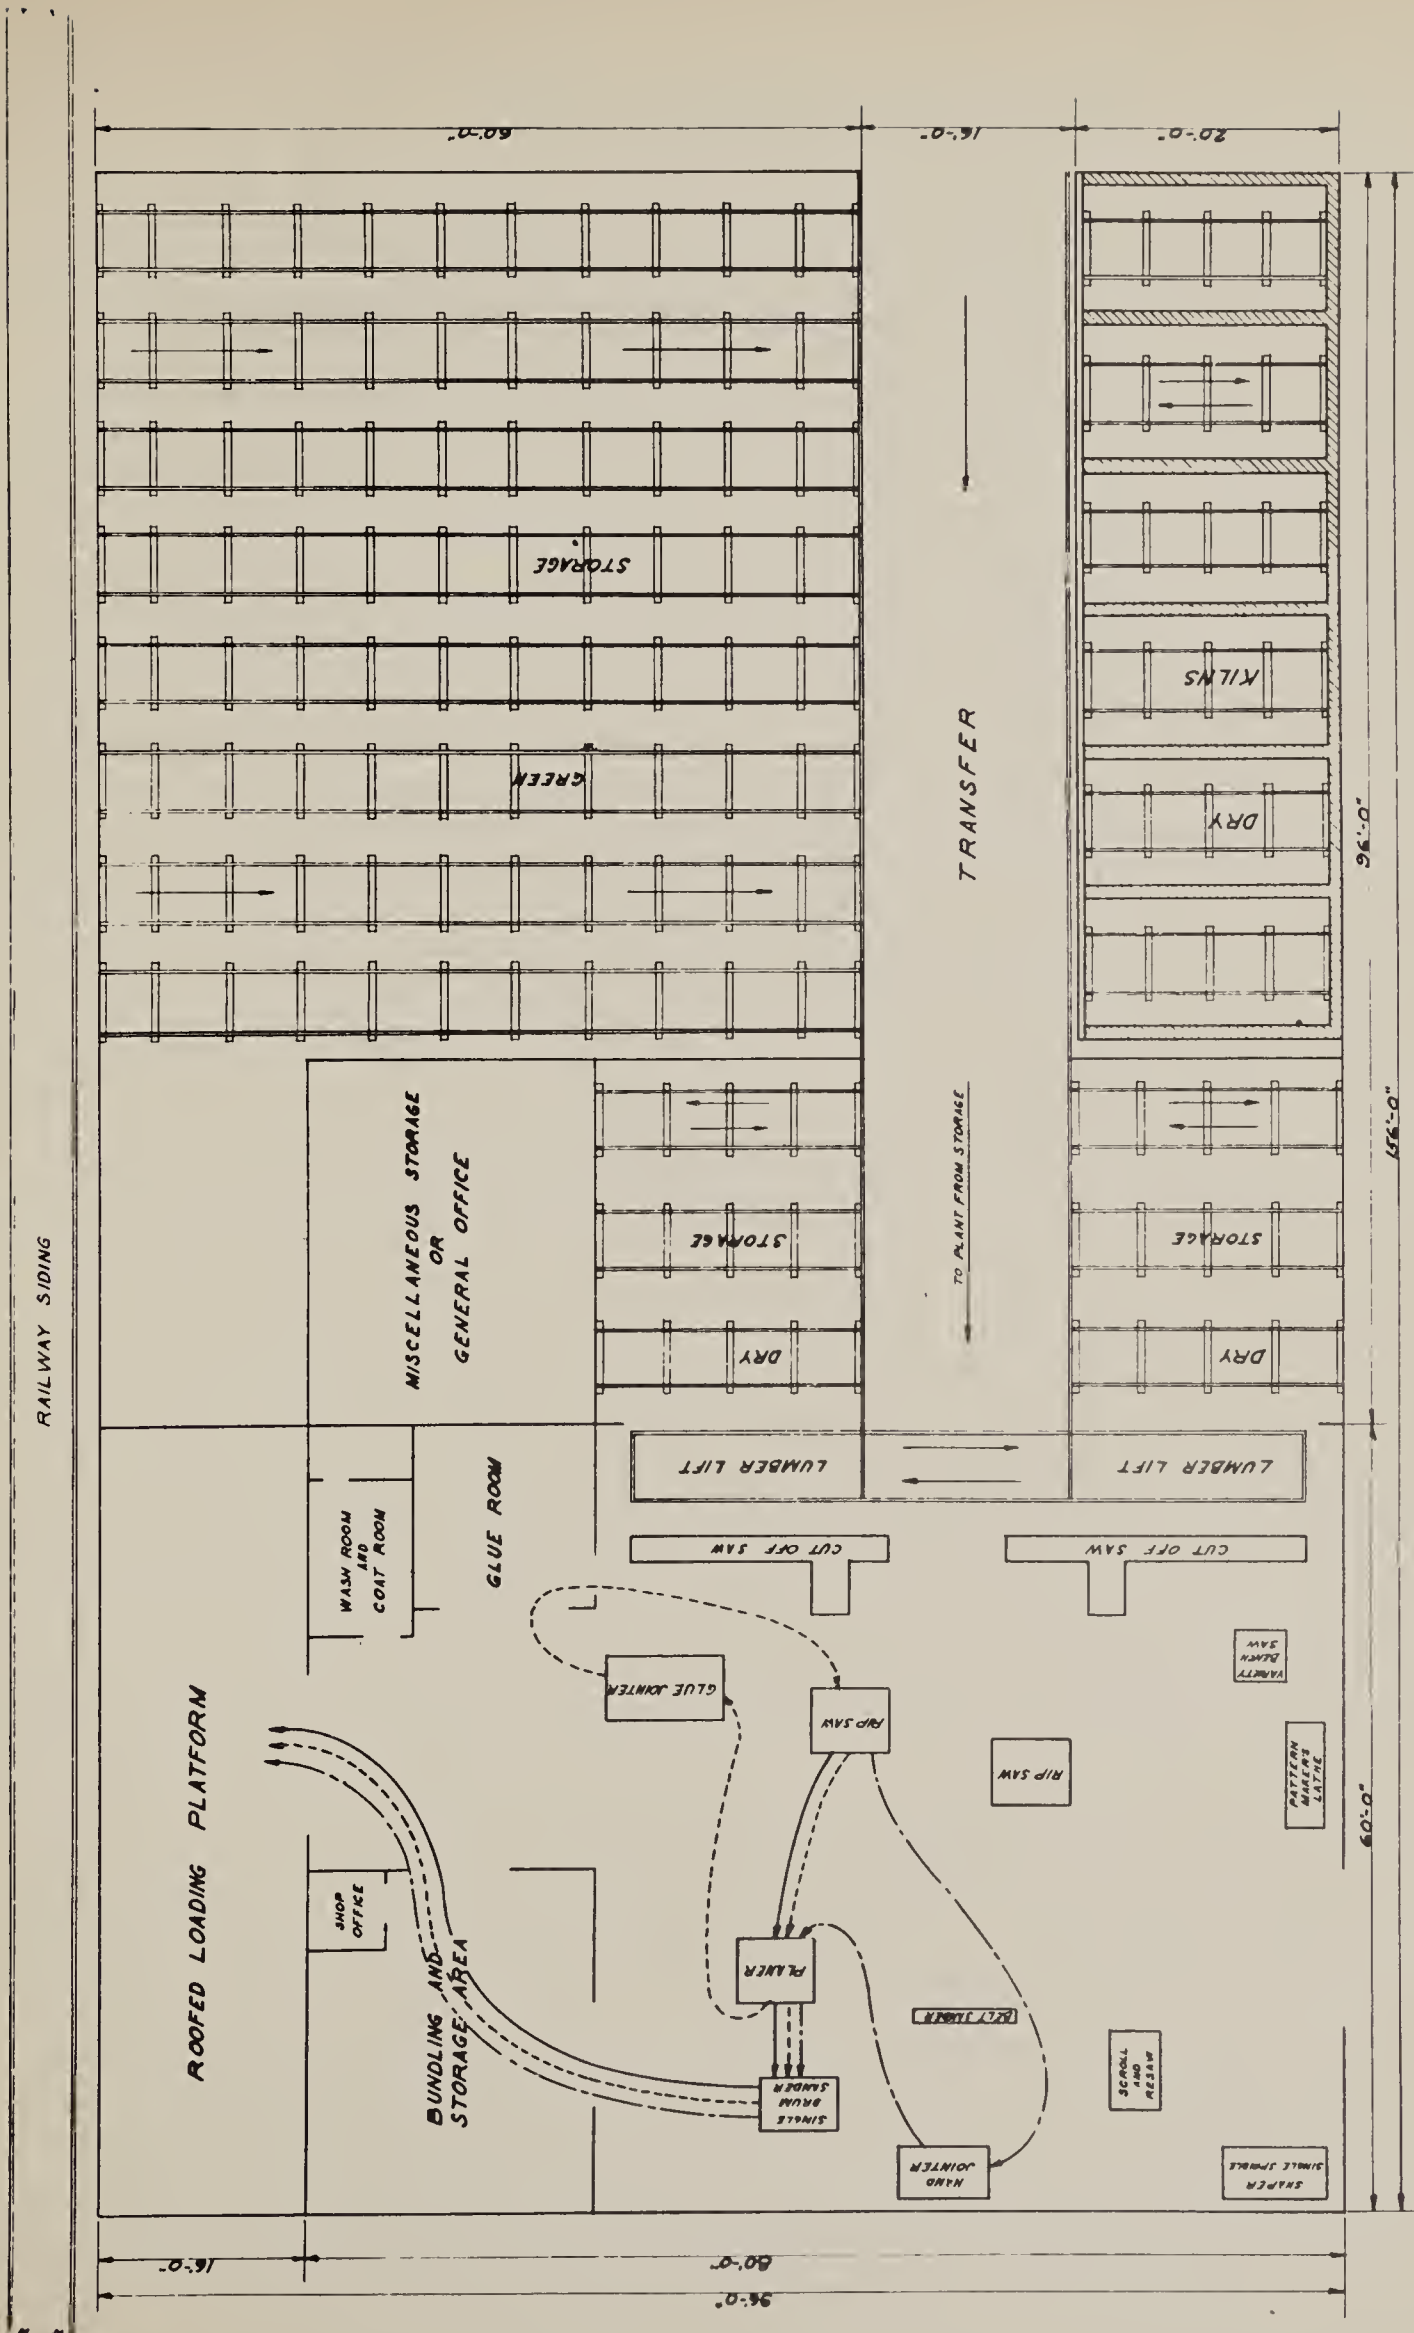 60'-0"
16'-0"
20'-0"
STORAGE
GREEN
TRANSFER
KILNS
DRY
96'-0"
156'-0"
RAILWAY SIDING
MISCELLANEOUS STORAGE
OR
GENERAL OFFICE
STORAGE
DRY
TO PLANT FROM STORAGE
STORAGE
DRY
LUMBER LIFT
LUMBER LIFT
WASH ROOM
AND
COAT ROOM
GLUE ROOM
CUT OFF SAW
CUT OFF SAW
VARIETY
BENCH
SAW
GLUE JOINTER
RIP SAW
RIP SAW
PATTERN
MAKER'S
LATHE
60'-0"
ROOFED LOADING PLATFORM
SHOP
OFFICE
BUNDLING AND
STORAGE AREA
PLANER
BELT SANDER
SINGLE
DRUM
SANDER
SCROLL
AND
RESAW
HAND
JOINTER
SHAPER
SINGLE SPINDLE
16'-0"
80'-0"
96'-0"